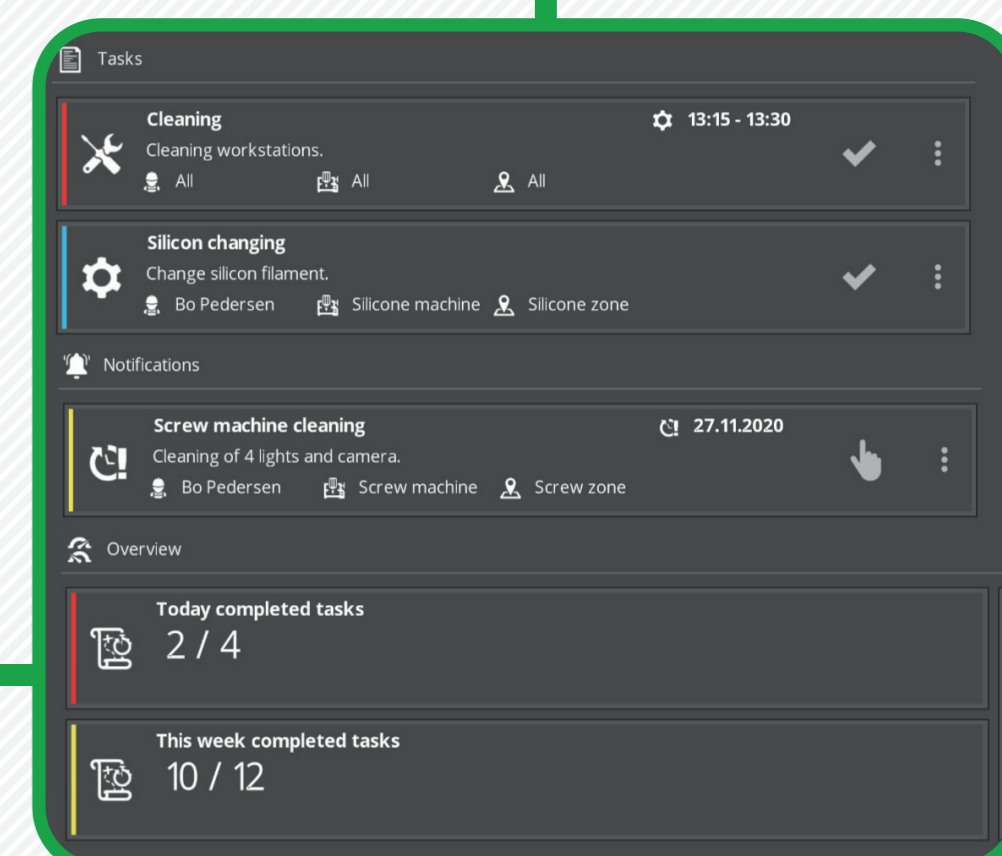 Tasks
Cleaning 13:15 - 13:30
Cleaning workstations.
All All All
Silicon changing
Change silicon filament.
Bo Pedersen Silicone machine Silicone zone
Notifications
Screw machine cleaning 27.11.2020
Cleaning of 4 lights and camera.
Bo Pedersen Screw machine Screw zone
Overview
Today completed tasks
2 / 4
This week completed tasks
10 / 12